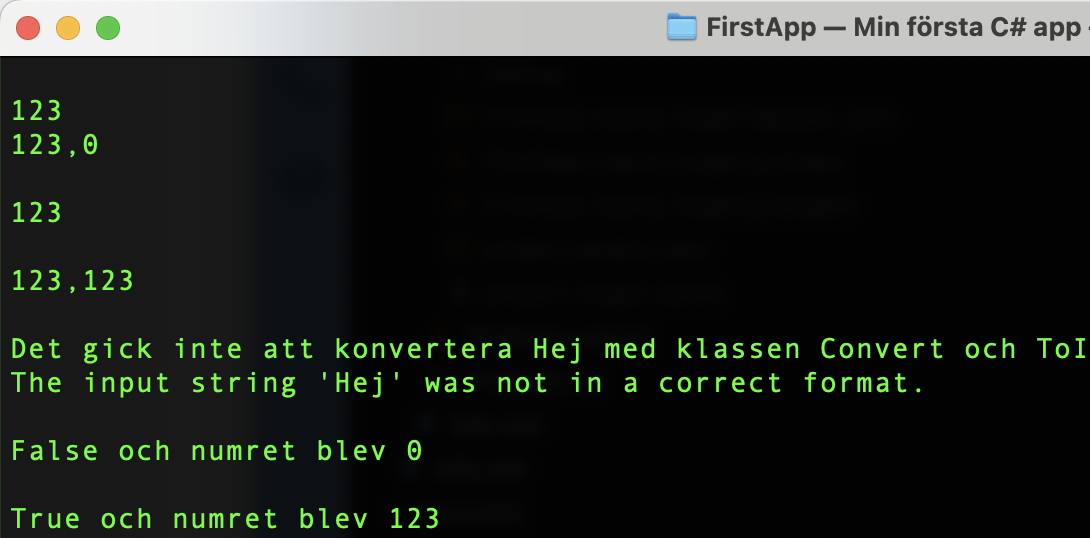 FirstApp — Min första C# app
123
123,0
123
123,123
Det gick inte att konvertera Hej med klassen Convert och ToI
The input string 'Hej' was not in a correct format.
False och numret blev 0
True och numret blev 123